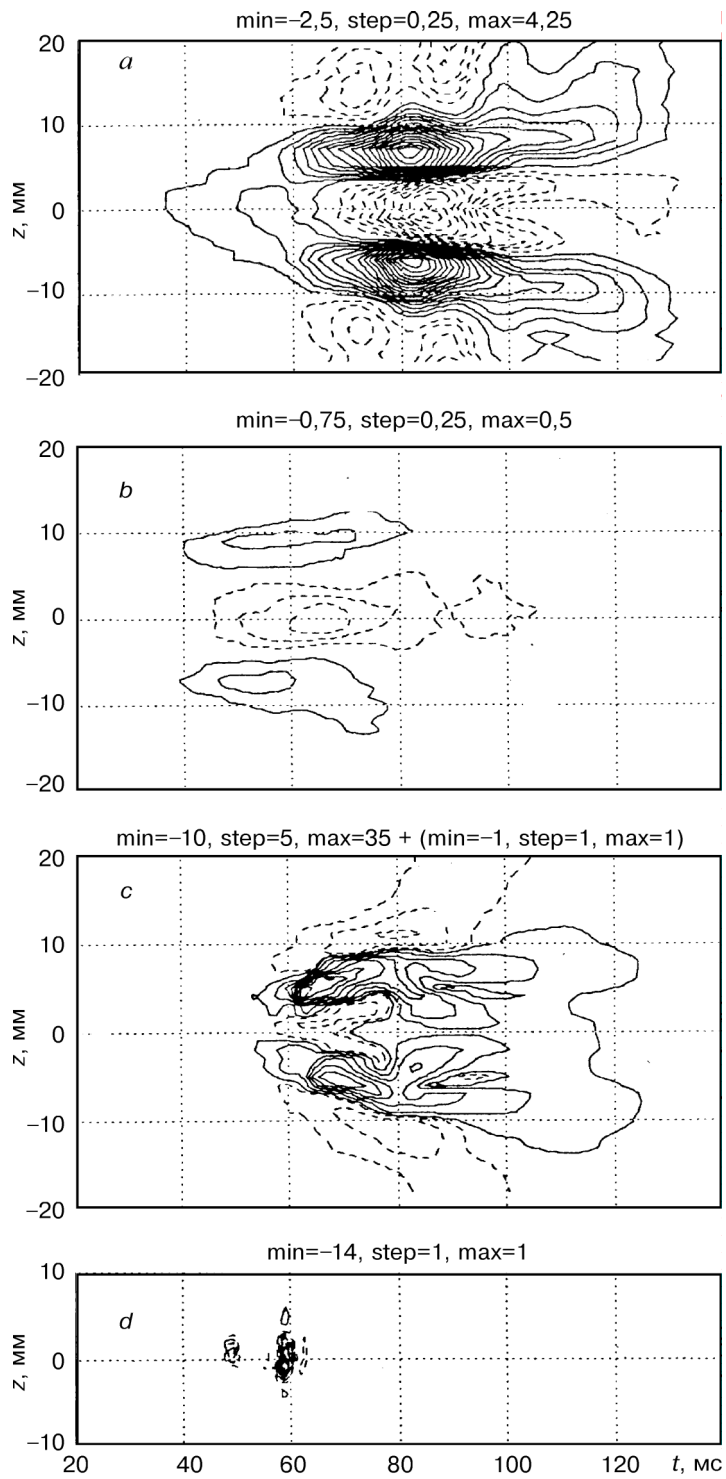 min=−2,5, step=0,25, max=4,25
a
20
10
0
−10
−20
z, мм
min=−0,75, step=0,25, max=0,5
b
20
10
0
−10
−20
z, мм
min=−10, step=5, max=35 + (min=−1, step=1, max=1)
c
20
10
0
−10
−20
z, мм
min=−14, step=1, max=1
d
10
0
−10
z, мм
20 40 60 80 100 120 t, мс